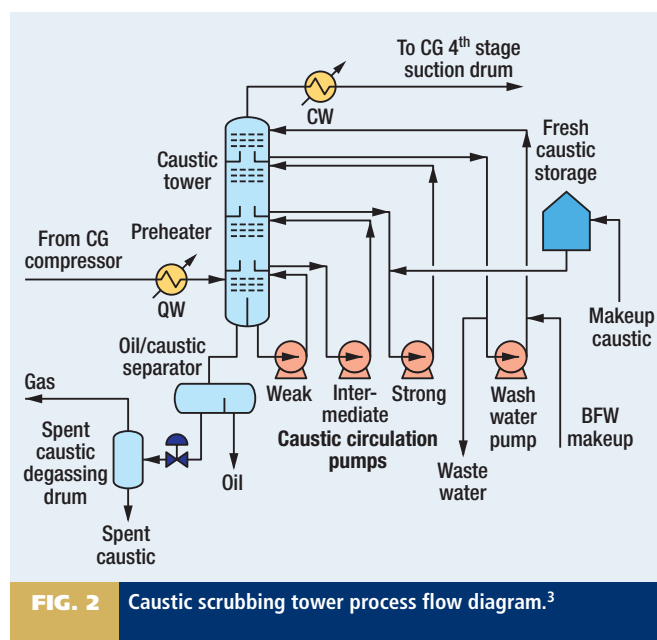 To CG 4th stage
suction drum
CW
Fresh
caustic
storage
Caustic
tower
Preheater
From CG
compressor
QW
Makeup
caustic
Oil/caustic
separator
Gas
Weak
Inter-
mediate
Strong
Wash
water
pump
BFW
makeup
Caustic circulation
pumps
Spent
caustic
degassing
drum
Oil
Waste
water
Spent
caustic
FIG. 2 Caustic scrubbing tower process flow diagram.3